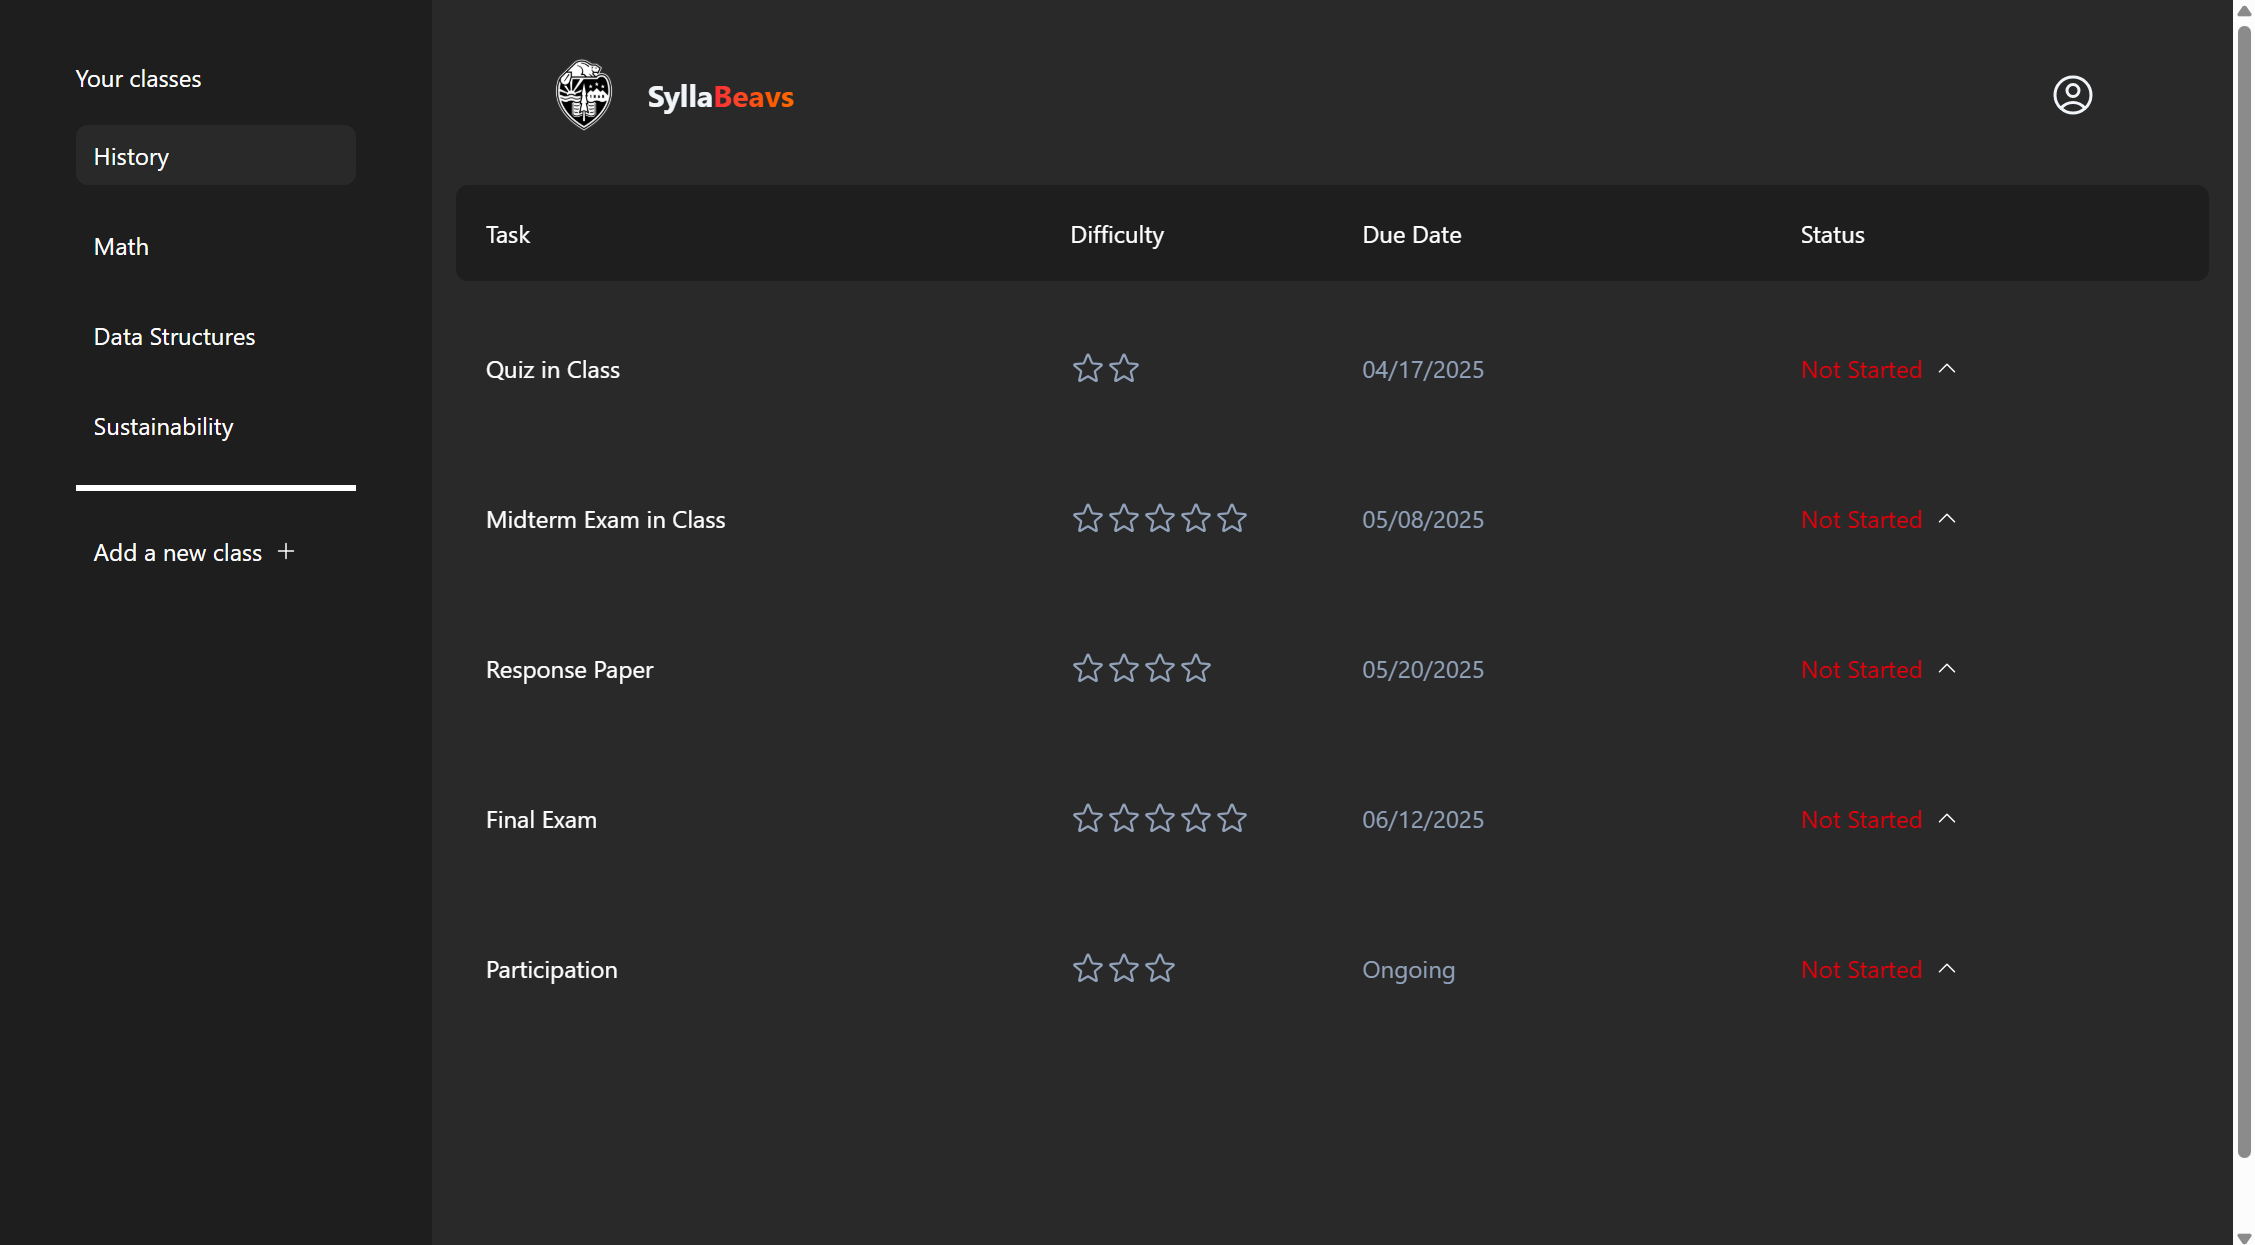 Your classes
History
Math
Data Structures
Sustainability
Add a new class +
SyllaBeavs
Task Difficulty Due Date Status
Quiz in Class 04/17/2025 Not Started
Midterm Exam in Class 05/08/2025 Not Started
Response Paper 05/20/2025 Not Started
Final Exam 06/12/2025 Not Started
Participation Ongoing Not Started